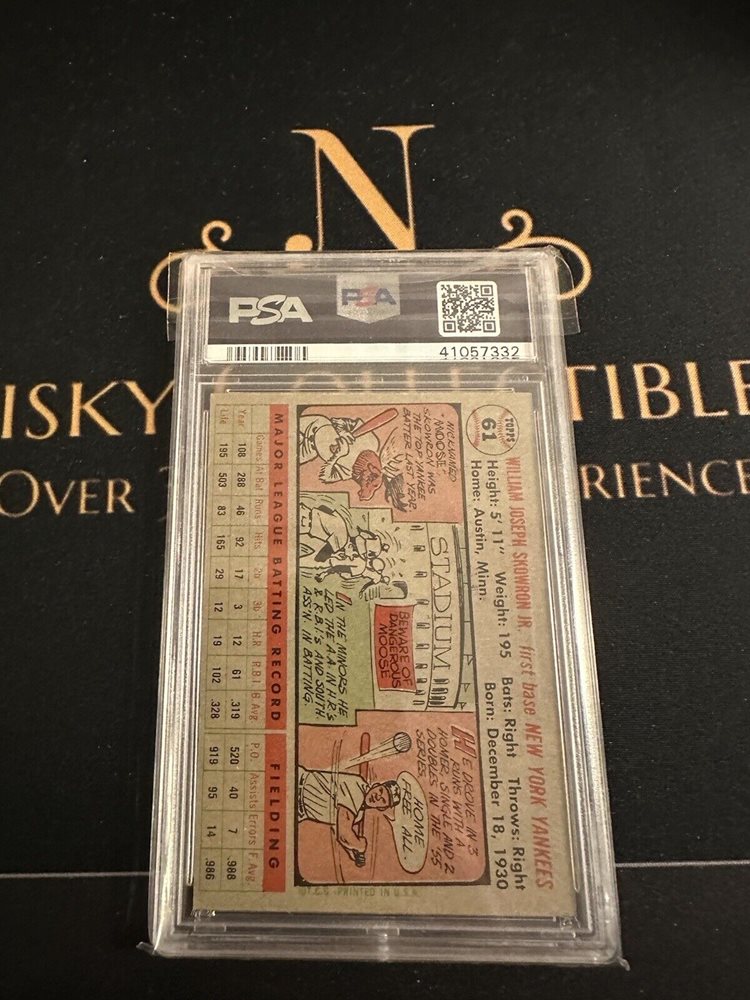 N
ISKY C TIBLE
OVER RIENCE
PSA
PSA
41057332
TOPPS
61
WILLIAM JOSEPH SKOWRON JR. first base NEW YORK YANKEES
Height: 5' 11" Weight: 195 Bats: Right Throws: Right
Home: Austin, Minn. Born: December 18, 1930
NICKNAMED
"MOOSE"
SKOWRON WAS
THE TOP YANKEE
BATTER LAST YEAR.
STADIUM
BEWARE OF
DANGEROUS
MOOSE
IN THE MINORS HE
LED THE A.A. IN H.R.'S
& R.B.I.'S AND SOUTH.
ASS'N. IN BATTING.
HE DROVE IN 3
RUNS WITH A
HOMER, SINGLE AND 2
DOUBLES IN THE '55
SERIES.
HOME
FREE ALL.
MAJOR LEAGUE BATTING RECORD FIELDING
Games At Bat Runs Hits 2b 3b H.R. R.B.I. B.Avg. P.O. Assists Errors F.Avg.
Year 108 288 46 92 17 3 12 61 .319 520 40 7 .988
Life 195 503 83 165 29 12 19 102 .328 919 95 14 .986
T.C.G. PRINTED IN U.S.A.